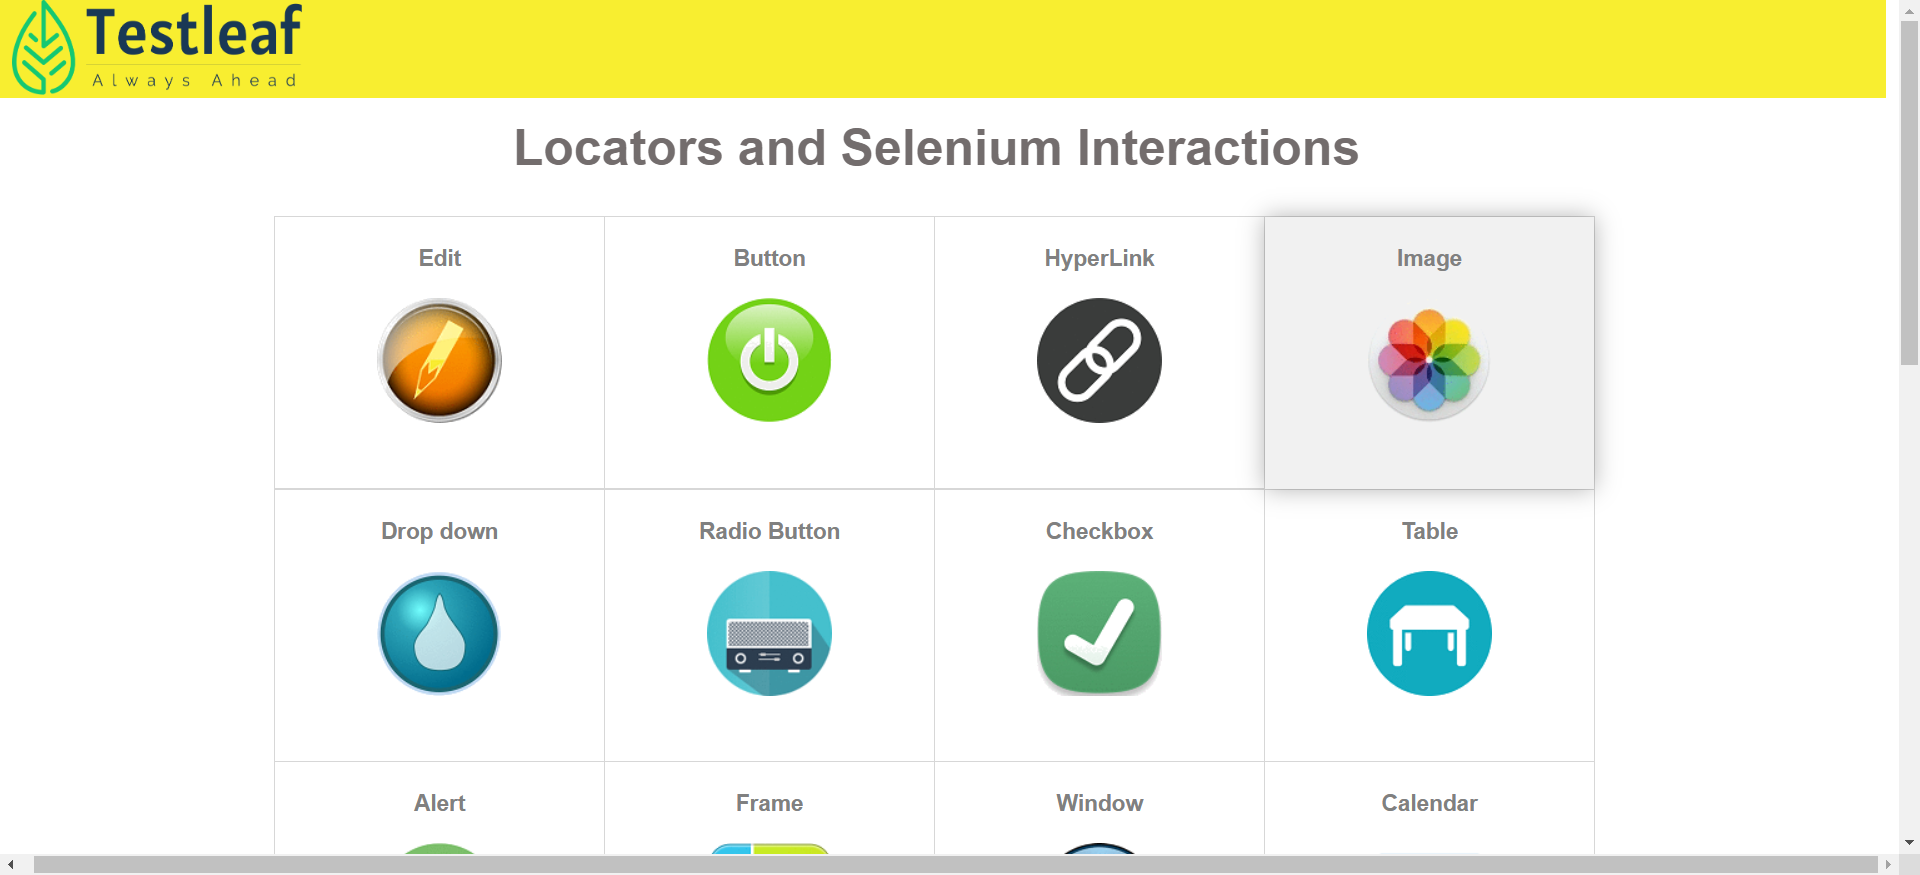 Testleaf
Always Ahead
Locators and Selenium Interactions
Edit
Button
HyperLink
Image
Drop down
Radio Button
Checkbox
Table
Alert
Frame
Window
Calendar